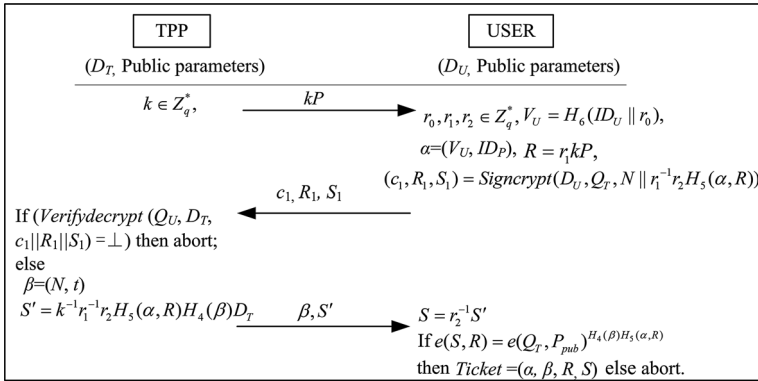 TPP USER
(D_T, Public parameters) (D_U, Public parameters)
k ∈ Z_q^*, kP
r_0, r_1, r_2 ∈ Z_q^*, V_U = H_6(ID_U || r_0),
α=(V_U, ID_P), R = r_1kP,
(c_1, R_1, S_1) = Signcrypt(D_U, Q_T, N || r_1^{-1}r_2H_5(α, R))
c_1, R_1, S_1
If (Verifydecrypt (Q_U, D_T,
c_1||R_1||S_1) = ⊥) then abort;
else
β=(N, t)
S′ = k^{-1}r_1^{-1}r_2H_5(α, R)H_4(β)D_T
β, S′
S = r_2^{-1}S′
If e(S, R) = e(Q_T, P_{pub})^{H_4(β)H_5(α, R)}
then Ticket =(α, β, R, S) else abort.